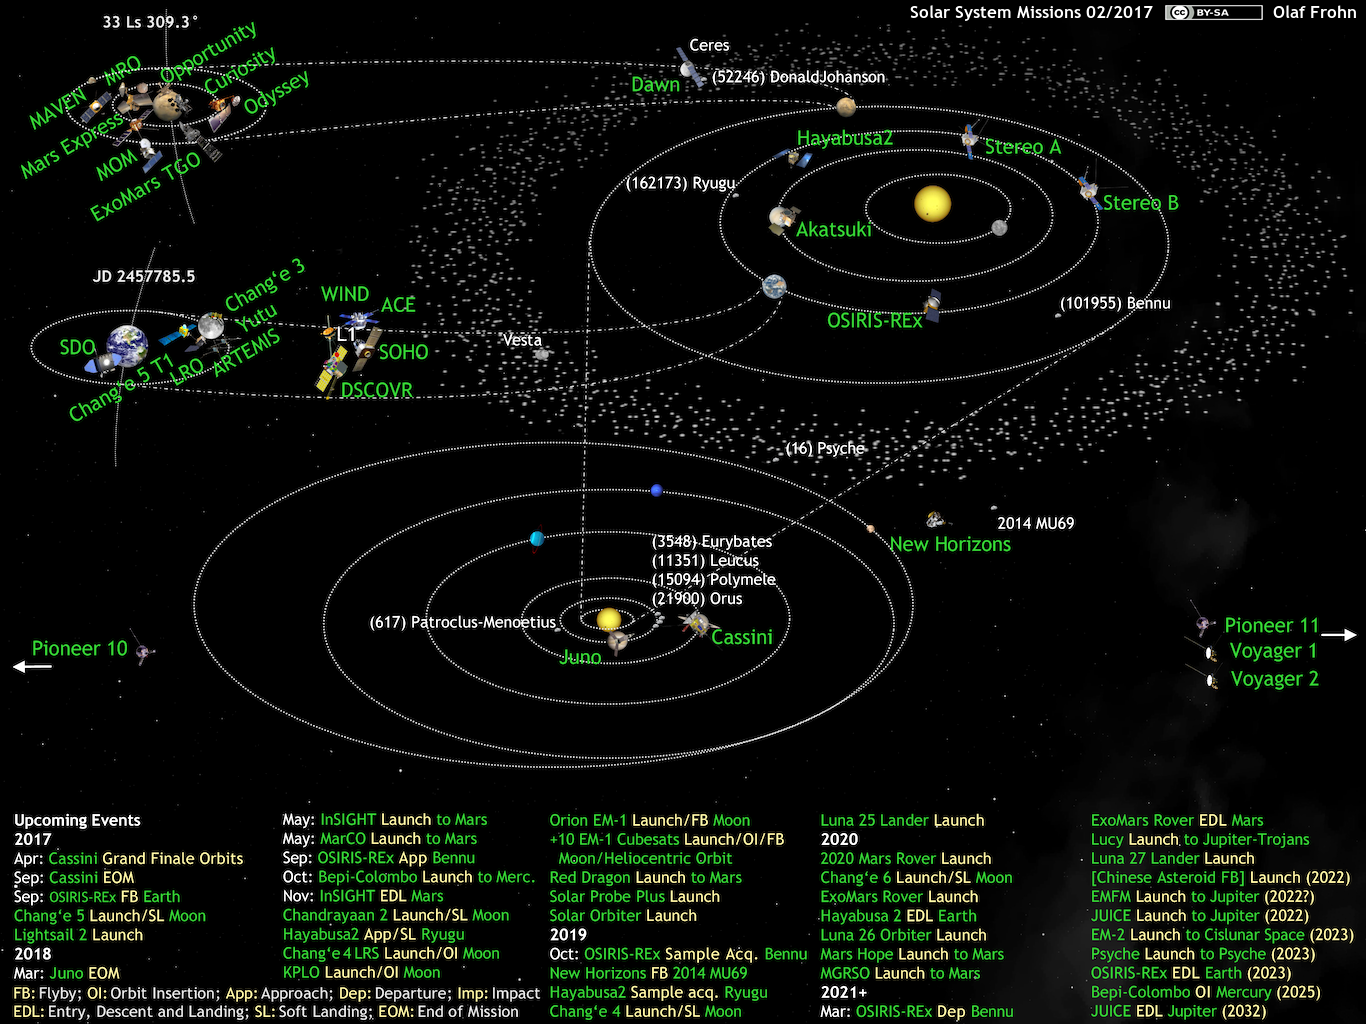 Solar System Missions 02/2017 cc BY-SA Olaf Frohn
33 Ls 309.3°
MRO
Opportunity
Curiosity
Odyssey
MAVEN
Mars Express
MOM
ExoMars TGO
Ceres
Dawn
(52246) DonaldJohanson
Hayabusa2
Stereo A
(162173) Ryugu
Stereo B
Akatsuki
(101955) Bennu
OSIRIS-REx
JD 2457785.5
Chang‘e 3
Yutu
ARTEMIS
LRO
Chang‘e 5 T1
SDO
WIND
ACE
L1
SOHO
DSCOVR
Vesta
(16) Psyche
2014 MU69
New Horizons
(3548) Eurybates
(11351) Leucus
(15094) Polymele
(21900) Orus
(617) Patroclus-Menoetius
Cassini
Juno
Pioneer 10
Pioneer 11
Voyager 1
Voyager 2
Upcoming Events
2017
Apr: Cassini Grand Finale Orbits
Sep: Cassini EOM
Sep: OSIRIS-REx FB Earth
Chang‘e 5 Launch/SL Moon
Lightsail 2 Launch
2018
Mar: Juno EOM
May: InSIGHT Launch to Mars
May: MarCO Launch to Mars
Sep: OSIRIS-REx App Bennu
Oct: Bepi-Colombo Launch to Merc.
Nov: InSIGHT EDL Mars
Chandrayaan 2 Launch/SL Moon
Hayabusa2 App/SL Ryugu
Chang‘e 4 LRS Launch/OI Moon
KPLO Launch/OI Moon
FB: Flyby; OI: Orbit Insertion; App: Approach; Dep: Departure; Imp: Impact
EDL: Entry, Descent and Landing; SL: Soft Landing; EOM: End of Mission
Orion EM-1 Launch/FB Moon
+10 EM-1 Cubesats Launch/OI/FB
Moon/Heliocentric Orbit
Red Dragon Launch to Mars
Solar Probe Plus Launch
Solar Orbiter Launch
2019
Oct: OSIRIS-REx Sample Acq. Bennu
New Horizons FB 2014 MU69
Hayabusa2 Sample acq. Ryugu
Chang‘e 4 Launch/SL Moon
Luna 25 Lander Launch
2020
2020 Mars Rover Launch
Chang‘e 6 Launch/SL Moon
ExoMars Rover Launch
Hayabusa 2 EDL Earth
Luna 26 Orbiter Launch
Mars Hope Launch to Mars
MGRSO Launch to Mars
2021+
Mar: OSIRIS-REx Dep Bennu
ExoMars Rover EDL Mars
Lucy Launch to Jupiter-Trojans
Luna 27 Lander Launch
[Chinese Asteroid FB] Launch (2022)
EMFM Launch to Jupiter (2022?)
JUICE Launch to Jupiter (2022)
EM-2 Launch to Cislunar Space (2023)
Psyche Launch to Psyche (2023)
OSIRIS-REx EDL Earth (2023)
Bepi-Colombo OI Mercury (2025)
JUICE EDL Jupiter (2032)